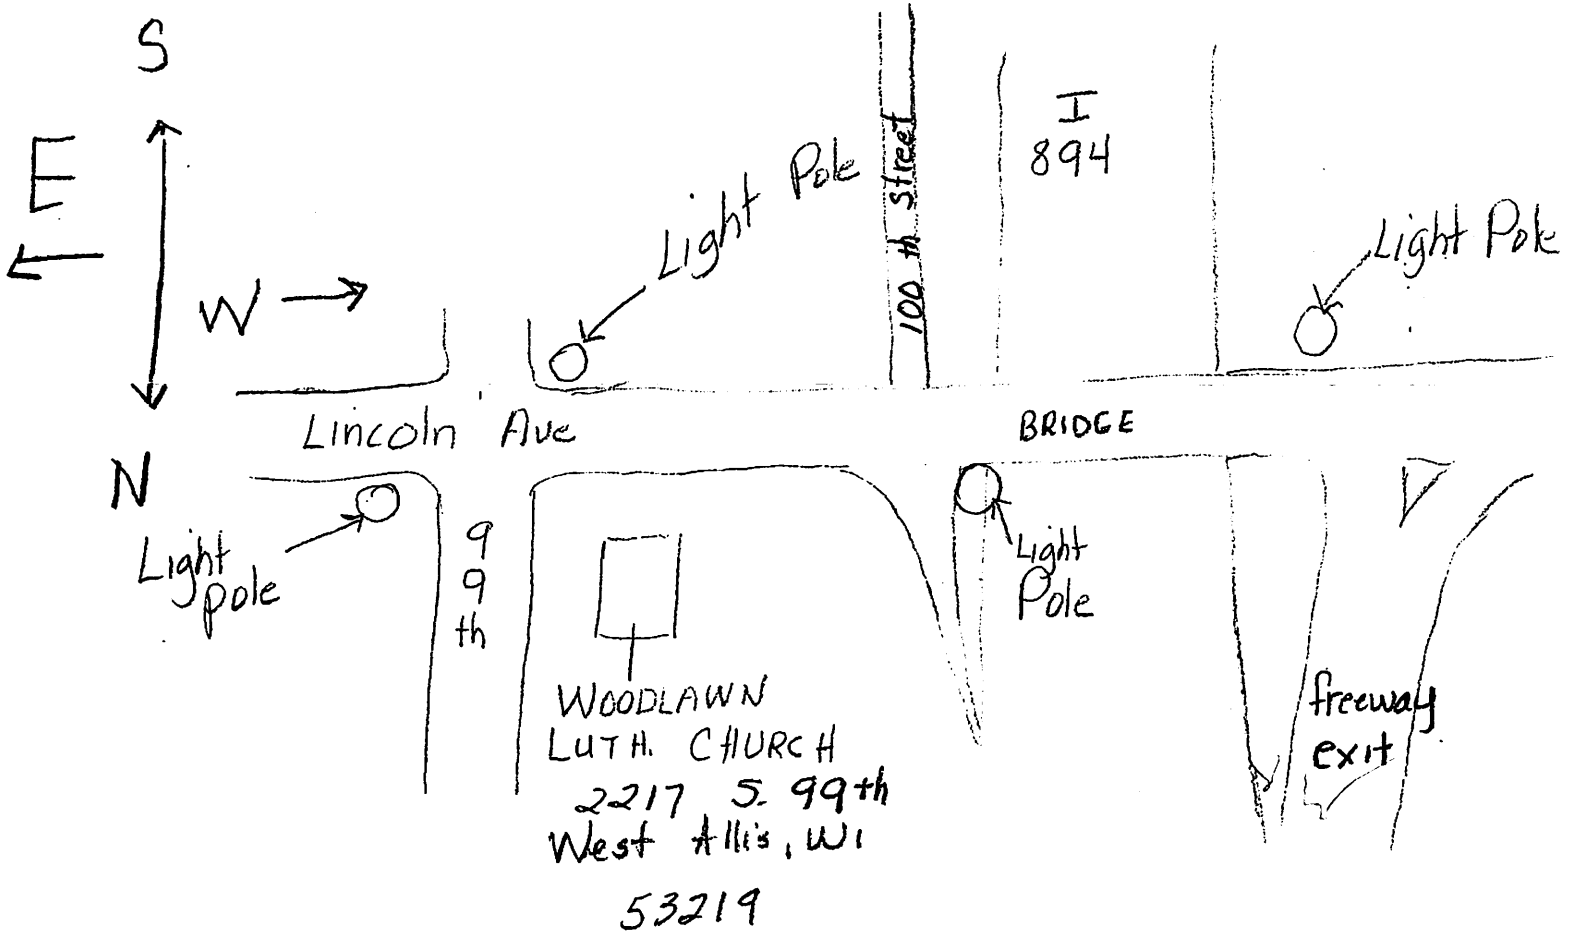 S
E
W
N
Light Pole
100 th Street
I
894
Light Pole
Lincoln Ave
BRIDGE
Light
pole
9
9
th
Light
Pole
WOODLAWN
LUTH. CHURCH
2217 S. 99th
West Allis, WI
53219
freeway
exit